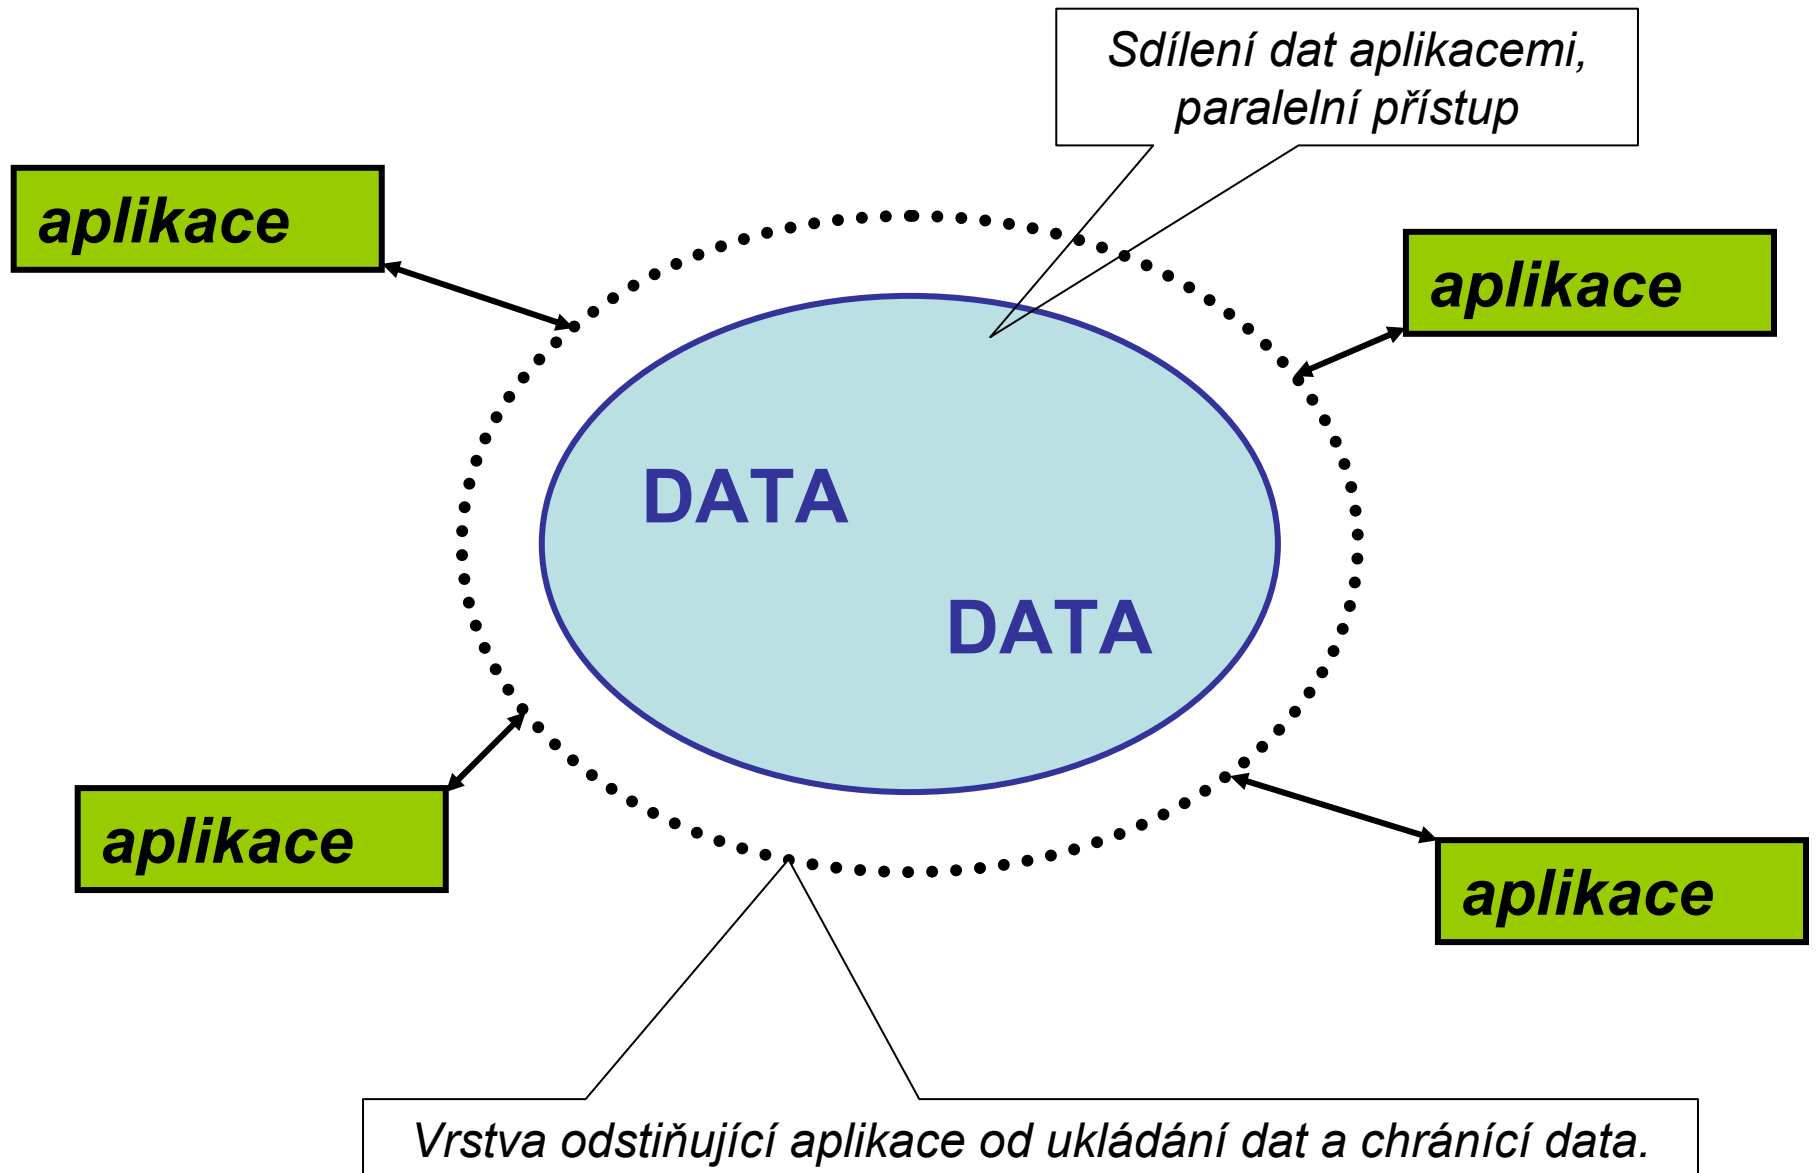 Sdílení dat aplikacemi,
paralelní přístup
aplikace
aplikace
DATA
DATA
aplikace
aplikace
Vrstva odstiňující aplikace od ukládání dat a chránící data.